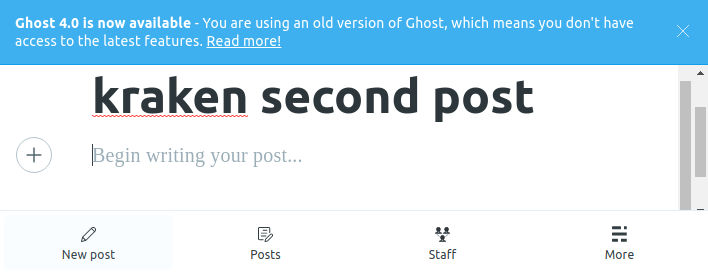 Ghost 4.0 is now available - You are using an old version of Ghost, which means you don't have
access to the latest features. Read more!
kraken second post
Begin writing your post...
New post
Posts
Staff
More